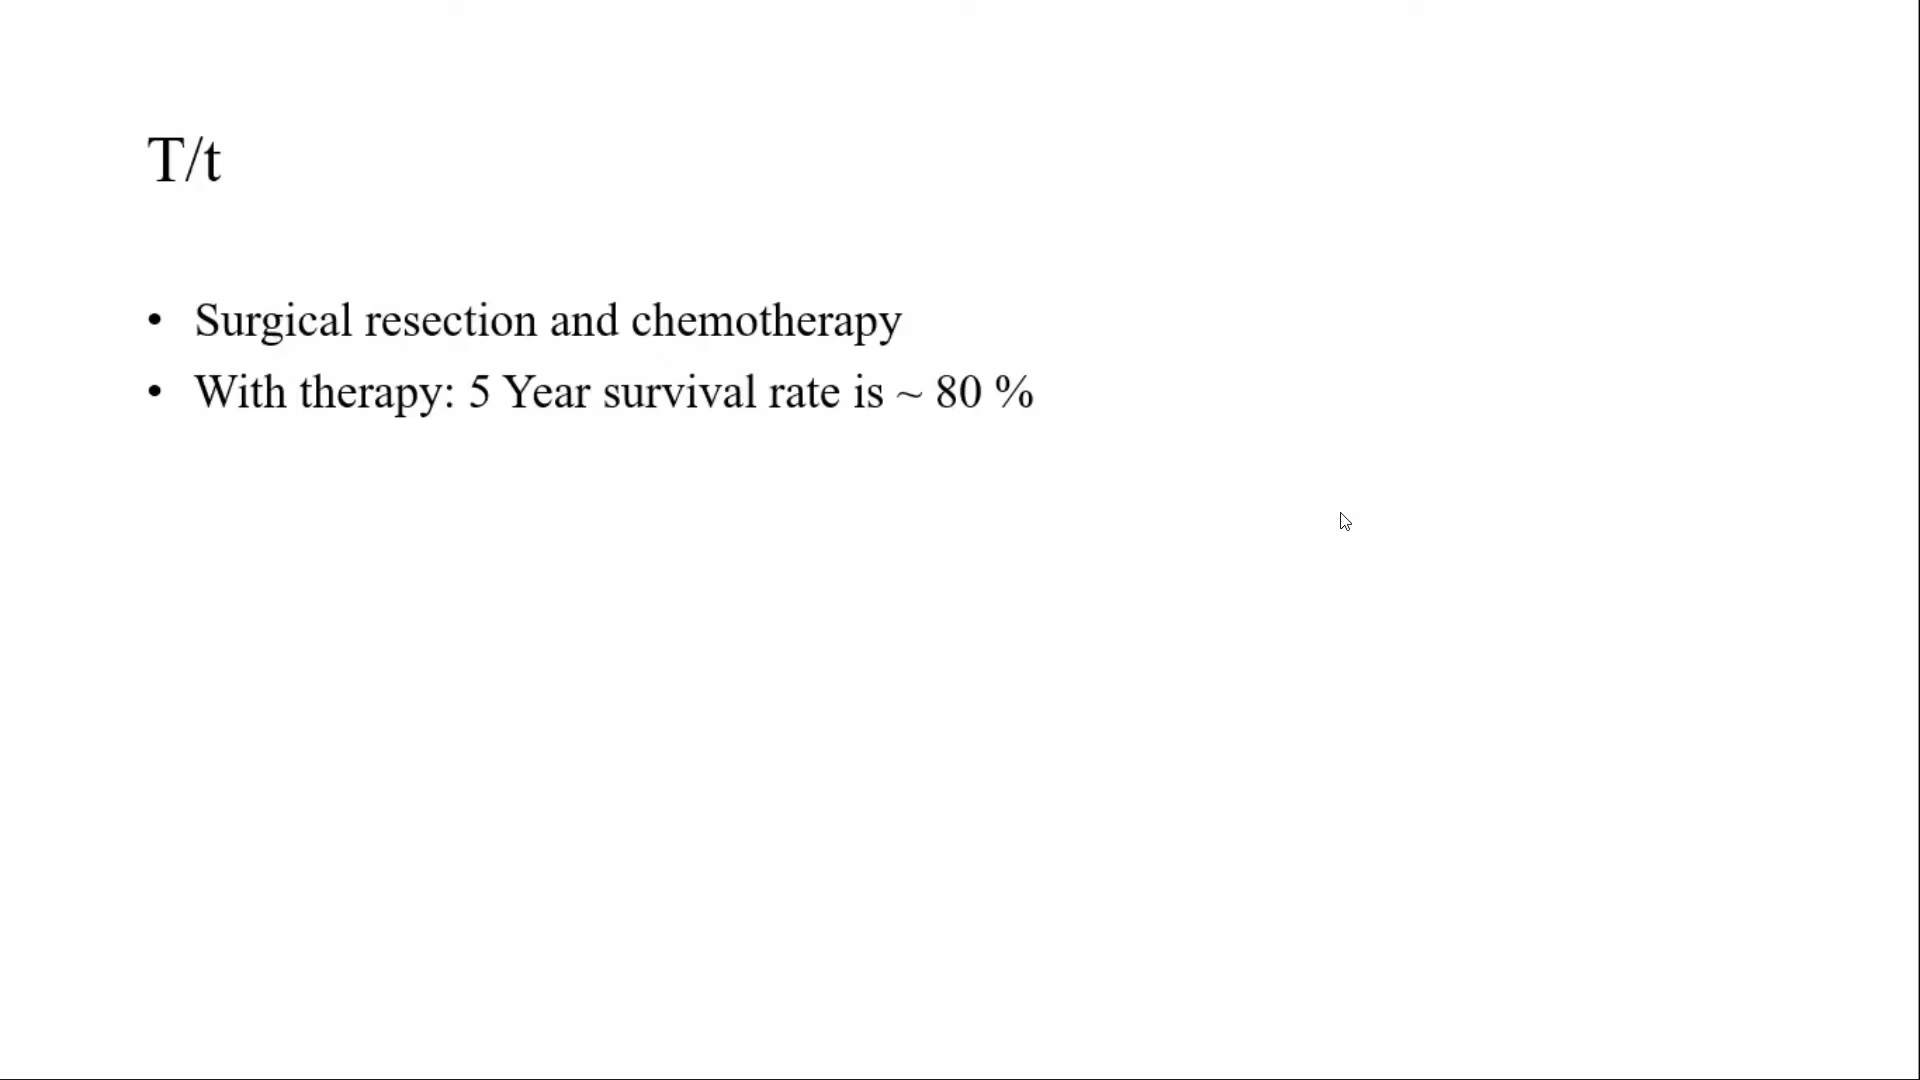 T/t
• Surgical resection and chemotherapy
• With therapy: 5 Year survival rate is ~ 80 %